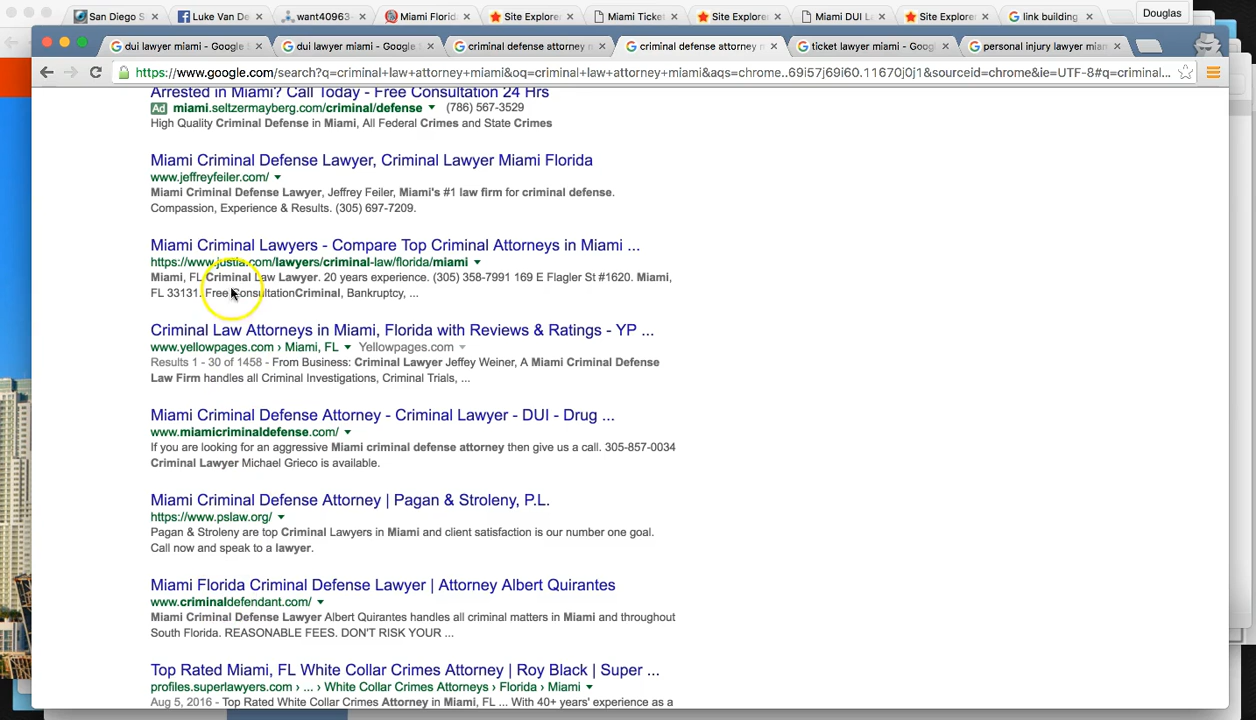 San Diego S
Luke Van De
want40963-
Miami Florid
Site Explorer
Miami Ticket
Site Explorer
Miami DUI La
Site Explorer
link building
Douglas
dui lawyer miami - Google
dui lawyer miami - Google
criminal defense attorney
criminal defense attorney
ticket lawyer miami - Goog
personal injury lawyer miam
https://www.google.com/search?q=criminal+law+attorney+miami&oq=criminal+law+attorney+miami&aqs=chrome..69i57j69i60.11670j0j1&sourceid=chrome&ie=UTF-8#q=criminal...
Arrested in Miami? Call Today - Free Consultation 24 Hrs
Ad miami.seltzermayberg.com/criminal/defense (786) 567-3529
High Quality Criminal Defense in Miami, All Federal Crimes and State Crimes
Miami Criminal Defense Lawyer, Criminal Lawyer Miami Florida
www.jeffreyfeiler.com/
Miami Criminal Defense Lawyer, Jeffrey Feiler, Miami's #1 law firm for criminal defense.
Compassion, Experience & Results. (305) 697-7209.
Miami Criminal Lawyers - Compare Top Criminal Attorneys in Miami ...
https://www.justia.com/lawyers/criminal-law/florida/miami
Miami, FL Criminal Law Lawyer. 20 years experience. (305) 358-7991 169 E Flagler St #1620. Miami,
FL 33131. Free ConsultationCriminal, Bankruptcy, ...
Criminal Law Attorneys in Miami, Florida with Reviews & Ratings - YP ...
www.yellowpages.com › Miami, FL Yellowpages.com
Results 1 - 30 of 1458 - From Business: Criminal Lawyer Jeffey Weiner, A Miami Criminal Defense
Law Firm handles all Criminal Investigations, Criminal Trials, ...
Miami Criminal Defense Attorney - Criminal Lawyer - DUI - Drug ...
www.miamicriminaldefense.com/
If you are looking for an aggressive Miami criminal defense attorney then give us a call. 305-857-0034
Criminal Lawyer Michael Grieco is available.
Miami Criminal Defense Attorney | Pagan & Stroleny, P.L.
https://www.pslaw.org/
Pagan & Stroleny are top Criminal Lawyers in Miami and client satisfaction is our number one goal.
Call now and speak to a lawyer.
Miami Florida Criminal Defense Lawyer | Attorney Albert Quirantes
www.criminaldefendant.com/
Miami Criminal Defense Lawyer Albert Quirantes handles all criminal matters in Miami and throughout
South Florida. REASONABLE FEES. DON'T RISK YOUR ...
Top Rated Miami, FL White Collar Crimes Attorney | Roy Black | Super ...
profiles.superlawyers.com › ... › White Collar Crimes Attorneys › Florida › Miami
Aug 5, 2016 - Top Rated White Collar Crimes Attorney in Miami, FL ... With 40+ years' experience as a